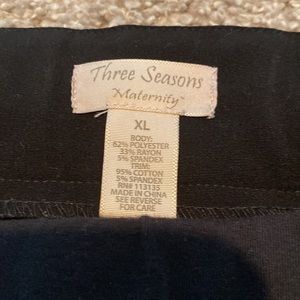 Three Seasons
Maternity
XL
BODY:
62% POLYESTER
33% RAYON
5% SPANDEX
TRIM:
95% COTTON
5% SPANDEX
RN# 113135
MADE IN CHINA
SEE REVERSE
FOR CARE